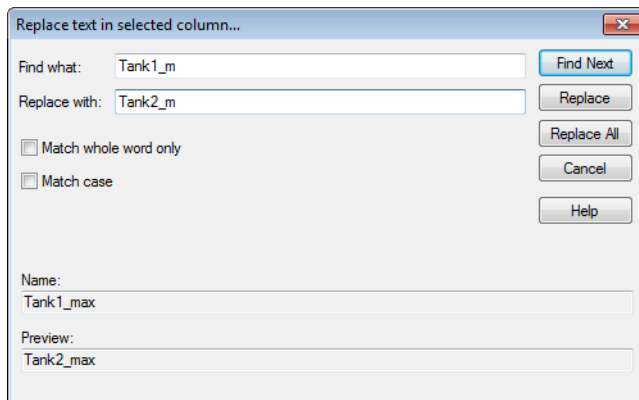 Replace text in selected column...
Find what: Tank1_m Find Next
Replace with: Tank2_m Replace
Replace All
Match whole word only
Cancel
Match case
Help
Name:
Tank1_max
Preview:
Tank2_max